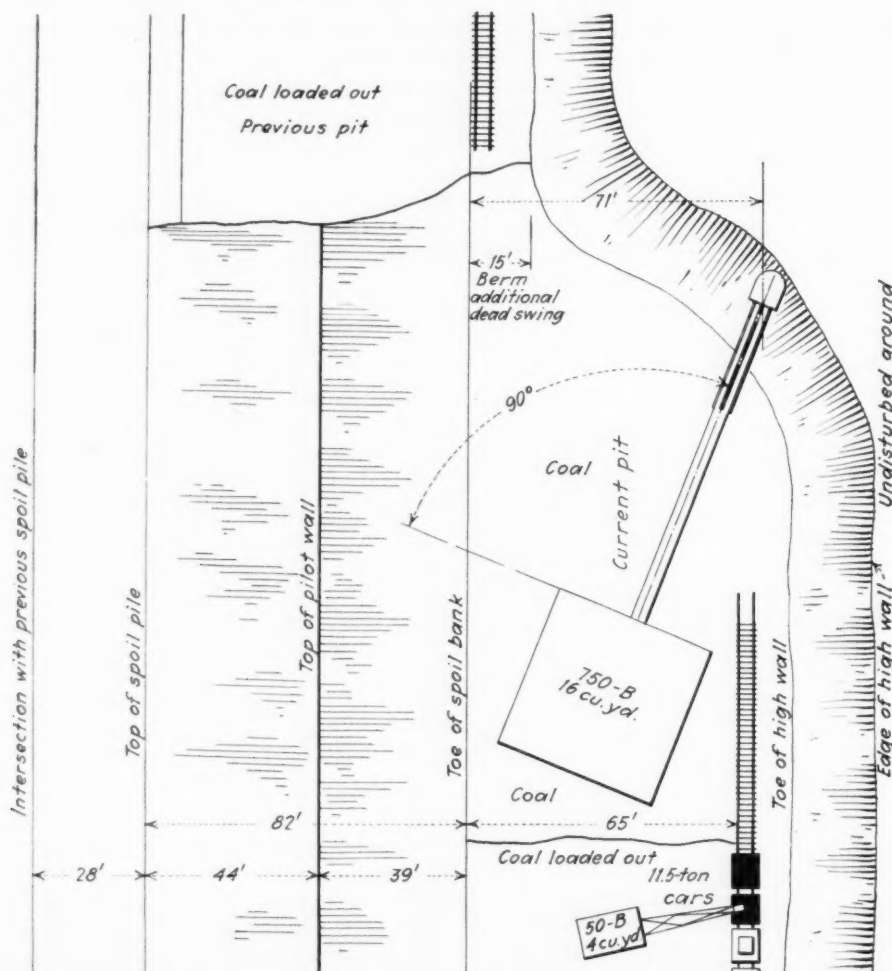 Coal loaded out
Previous pit
71'
15'
Berm
additional
dead swing
90°
Coal
Current pit
Intersection with previous spoil pile
Top of spoil pile
Top of pilot wall
Toe of spoil bank
750-B
16 cu. yd.
Toe of high wall
Edge of high wall
Undisturbed around
Coal
82'
65'
Coal loaded out
28'
44'
39'
11.5-ton
cars
50-B
4 cu. yd